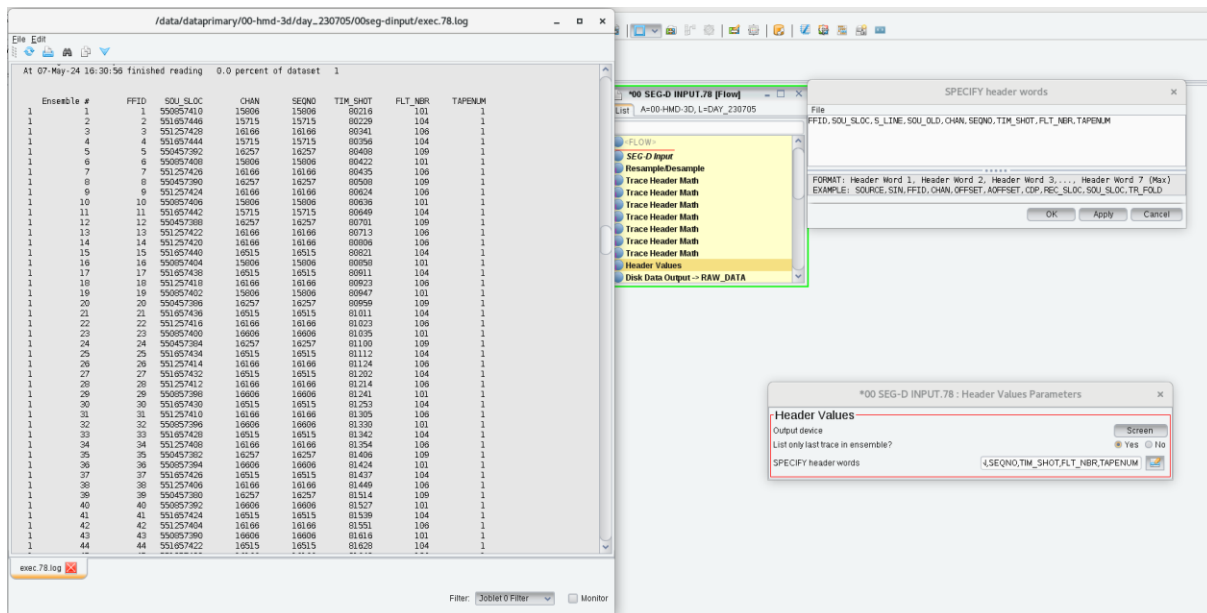 /data/dataprimary/00-hmd-3d/day_230705/00seg-dinput/exec.78.log
File Edit
At 07-May-24 16:30:56 finished reading 0.0 percent of dataset 1
Ensemble # FFID SOU_SLOC CHAN SEQNO TIM_SHOT FLT_NBR TAPENUM
1 1 1 550857410 15806 15806 80216 101 1
1 2 2 551657446 15715 15715 80229 104 1
1 3 3 551257428 16166 16166 80341 106 1
1 4 4 551657444 15715 15715 80356 104 1
1 5 5 550457392 16257 16257 80408 109 1
1 6 6 550857408 15806 15806 80422 101 1
1 7 7 551257426 16166 16166 80435 106 1
1 8 8 550457390 16257 16257 80508 109 1
1 9 9 551257424 16166 16166 80624 106 1
1 10 10 550857406 15806 15806 80636 101 1
1 11 11 551657442 15715 15715 80649 104 1
1 12 12 550457388 16257 16257 80701 109 1
1 13 13 551257422 16166 16166 80713 106 1
1 14 14 551257420 16166 16166 80806 106 1
1 15 15 551657440 16515 16515 80821 104 1
1 16 16 550857404 15806 15806 80858 101 1
1 17 17 551657438 16515 16515 80911 104 1
1 18 18 551257418 16166 16166 80923 106 1
1 19 19 550857402 15806 15806 80947 101 1
1 20 20 550457386 16257 16257 80959 109 1
1 21 21 551657436 16515 16515 81011 104 1
1 22 22 551257416 16166 16166 81023 106 1
1 23 23 550857400 16606 16606 81035 101 1
1 24 24 550457384 16257 16257 81100 109 1
1 25 25 551657434 16515 16515 81112 104 1
1 26 26 551257414 16166 16166 81124 106 1
1 27 27 551657432 16515 16515 81202 104 1
1 28 28 551257412 16166 16166 81214 106 1
1 29 29 550857398 16606 16606 81241 101 1
1 30 30 551657430 16515 16515 81253 104 1
1 31 31 551257410 16166 16166 81305 106 1
1 32 32 550857396 16606 16606 81330 101 1
1 33 33 551657428 16515 16515 81342 104 1
1 34 34 551257408 16166 16166 81354 106 1
1 35 35 550457382 16257 16257 81406 109 1
1 36 36 550857394 16606 16606 81424 101 1
1 37 37 551657426 16515 16515 81437 104 1
1 38 38 551257406 16166 16166 81449 106 1
1 39 39 550457380 16257 16257 81514 109 1
1 40 40 550857392 16606 16606 81527 101 1
1 41 41 551657424 16515 16515 81539 104 1
1 42 42 551257404 16166 16166 81551 106 1
1 43 43 550857390 16606 16606 81616 101 1
1 44 44 551657422 16515 16515 81628 104 1
exec.78.log
Filter: Joblet 0 Filter Monitor
*00 SEG-D INPUT.78 [Flow]
List A=00-HMD-3D, L=DAY_230705
<FLOW>
SEG-D Input
Resample/Desample
Trace Header Math
Trace Header Math
Trace Header Math
Trace Header Math
Trace Header Math
Trace Header Math
Trace Header Math
Header Values
Disk Data Output -> RAW_DATA
SPECIFY header words
File
FFID,SOU_SLOC,S_LINE,SOU_OLD,CHAN,SEQNO,TIM_SHOT,FLT_NBR,TAPENUM
FORMAT: Header Word 1, Header Word 2, Header Word 3,..., Header Word 7 (Max)
EXAMPLE: SOURCE,SIN,FFID,CHAN,OFFSET,AOFFSET,CDP,REC_SLOC,SOU_SLOC,TR_FOLD
OK Apply Cancel
*00 SEG-D INPUT.78 : Header Values Parameters
Header Values
Output device Screen
List only last trace in ensemble? Yes No
SPECIFY header words ,SEQNO,TIM_SHOT,FLT_NBR,TAPENUM